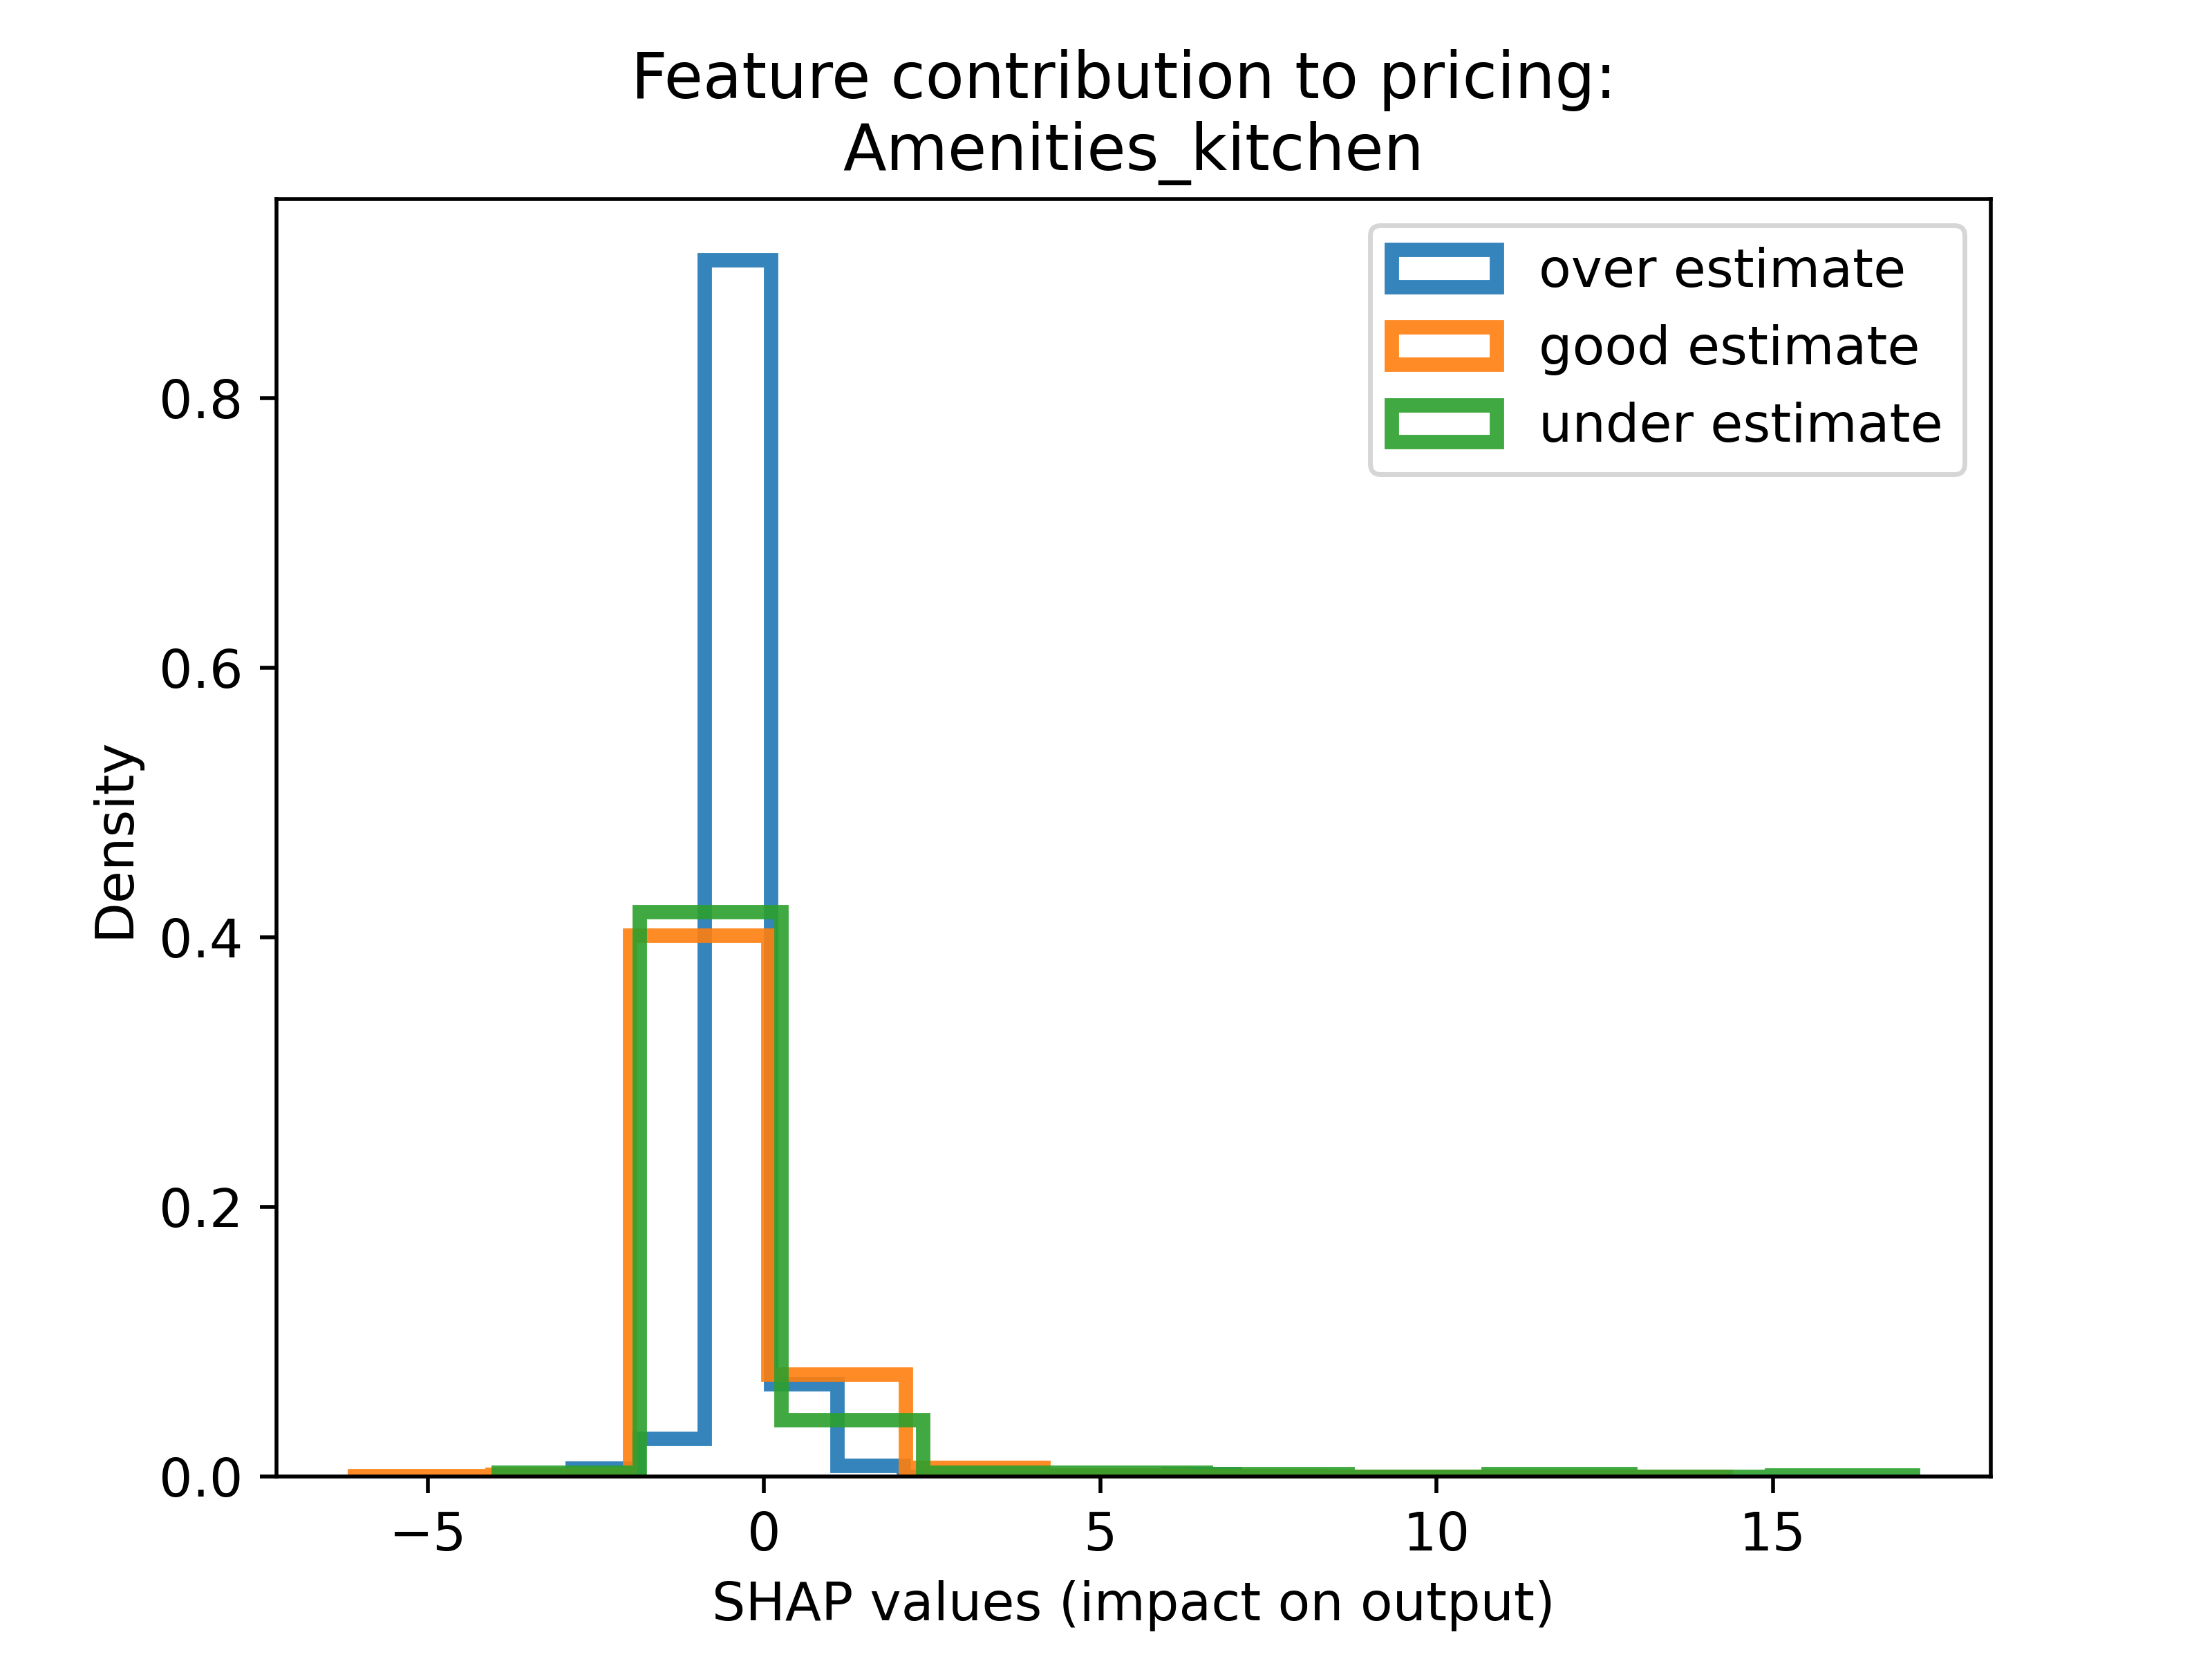 Feature contribution to pricing:
Amenities_kitchen
over estimate
good estimate
under estimate
0.8
0.6
0.4
0.2
0.0
Density
−5
0
5
10
15
SHAP values (impact on output)